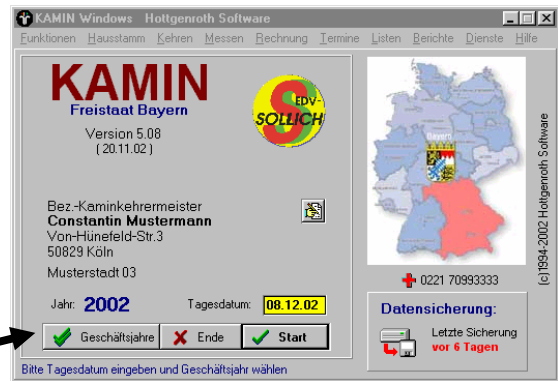 KAMIN Windows Hottgenroth Software
Funktionen Hausstamm Kehren Messen Rechnung Termine Listen Berichte Dienste Hilfe
KAMIN
Freistaat Bayern
Version 5.08
( 20.11.02 )
EDV-
SOLLICH
Bez.-Kaminkehrermeister
Constantin Mustermann
Von-Hünefeld-Str.3
50829 Köln
Musterstadt 03
Jahr: 2002 Tagesdatum: 08.12.02
Geschäftsjahre Ende Start
Bitte Tagesdatum eingeben und Geschäftsjahr wählen
Bayern
0221 70993333
(c)1994-2002 Hottgenroth Software
Datensicherung:
Letzte Sicherung
vor 6 Tagen